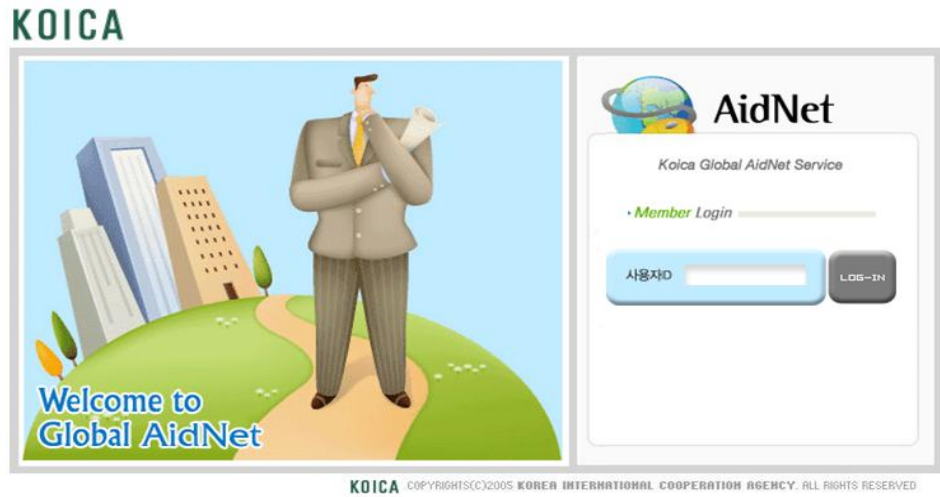 KOICA
AidNet
Koica Global AidNet Service
Member Login
사용자ID
LOG-IN
Welcome to
Global AidNet
KOICA COPYRIGHTS(C)2005 KOREA INTERNATIONAL COOPERATION AGENCY. ALL RIGHTS RESERVED